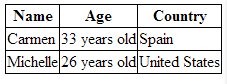 Name Age Country
Carmen 33 years old Spain
Michelle 26 years old United States